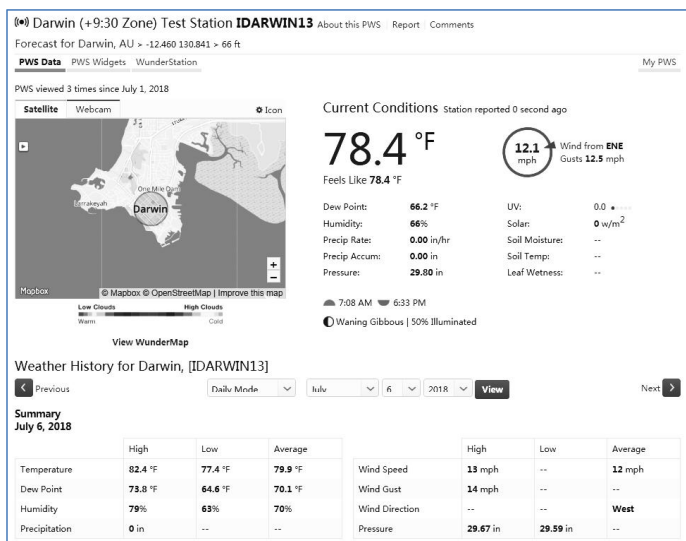 Darwin (+9:30 Zone) Test Station IDARWIN13 About this PWS | Report | Comments
Forecast for Darwin, AU > -12.460 130.841 > 66 ft
PWS Data PWS Widgets WunderStation My PWS
PWS viewed 3 times since July 1, 2018
Satellite Webcam Icon
One Mile Dam
Larrakeyah
Darwin
+
−
Mapbox © Mapbox © OpenStreetMap | Improve this map
Low Clouds High Clouds
Warm Cold
View WunderMap
Current Conditions Station reported 0 second ago
78.4 °F
Feels Like 78.4 °F
12.1 mph
Wind from ENE
Gusts 12.5 mph
Dew Point: 66.2 °F
Humidity: 66%
Precip Rate: 0.00 in/hr
Precip Accum: 0.00 in
Pressure: 29.80 in
UV: 0.0
Solar: 0 w/m2
Soil Moisture: --
Soil Temp: --
Leaf Wetness: --
7:08 AM 6:33 PM
Waning Gibbous | 50% Illuminated
Weather History for Darwin, [IDARWIN13]
Previous Daily Mode July 6 2018 View Next
Summary
July 6, 2018
High Low Average
Temperature 82.4 °F 77.4 °F 79.9 °F
Dew Point 73.8 °F 64.6 °F 70.1 °F
Humidity 79% 63% 70%
Precipitation 0 in -- --
High Low Average
Wind Speed 13 mph -- 12 mph
Wind Gust 14 mph -- --
Wind Direction -- -- West
Pressure 29.67 in 29.59 in --